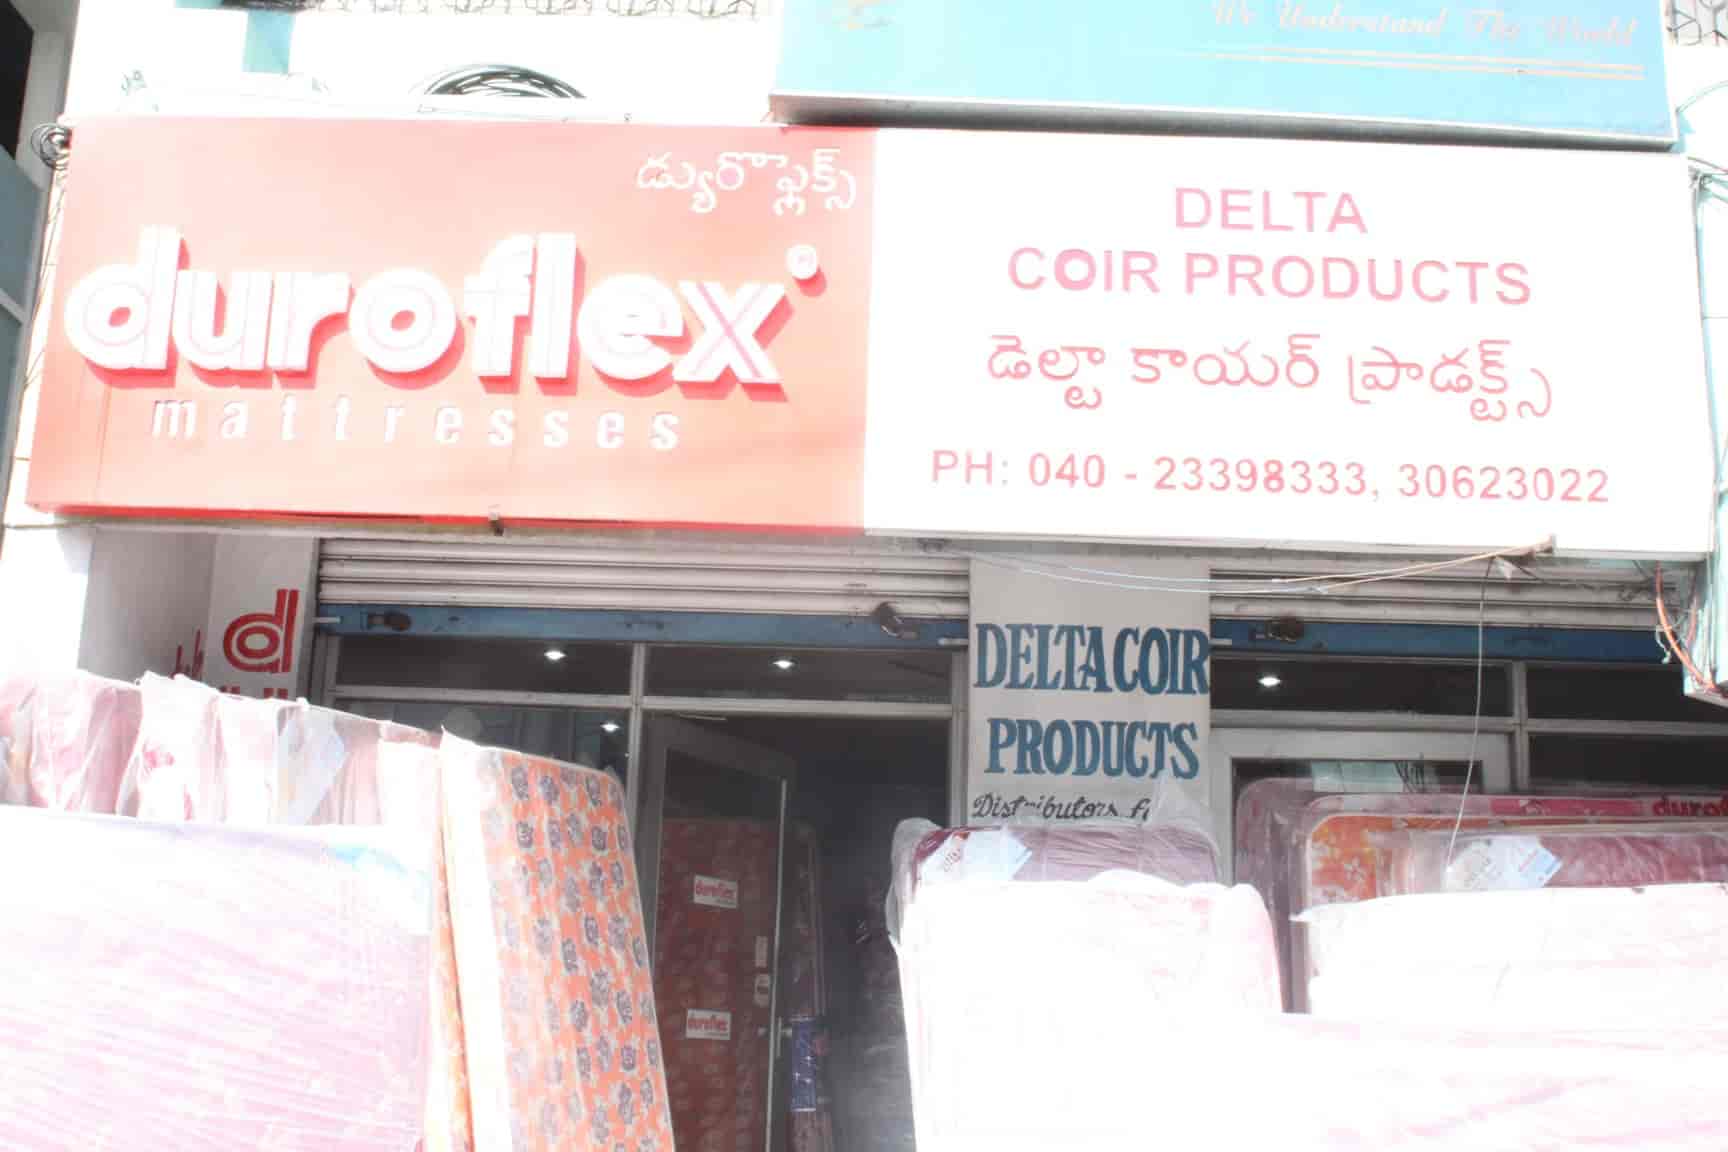 We Understand The World
డ్యురోఫ్లెక్స్
duroflex®
mattresses
DELTA
COIR PRODUCTS
డెల్టా కాయర్ ప్రొడక్ట్స్
PH: 040 - 23398333, 30623022
d
DELTA COIR
PRODUCTS
Distributors
duroflex
duroflex